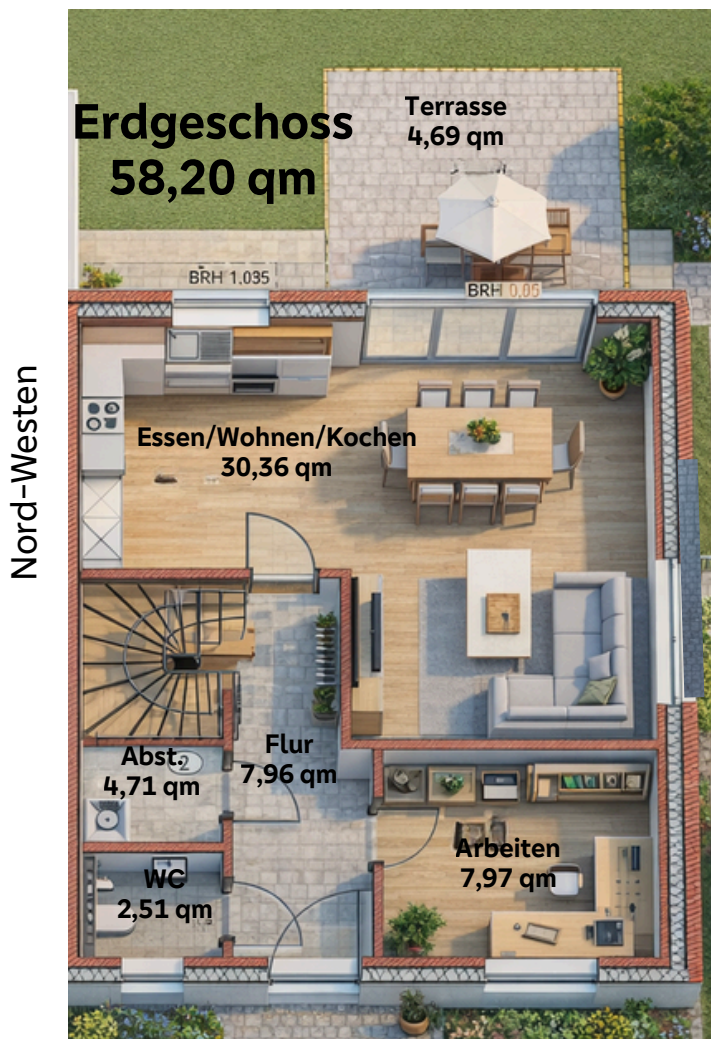 Erdgeschoss
58,20 qm
Terrasse
4,69 qm
BRH 1.035
BRH 0,05
Nord-Westen
Essen/Wohnen/Kochen
30,36 qm
Abst.
2
4,71 qm
Flur
7,96 qm
WC
2,51 qm
Arbeiten
7,97 qm